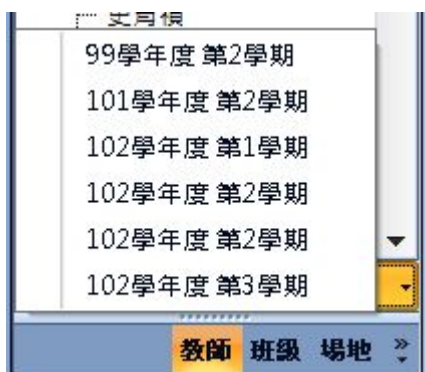 99學年度 第2學期
101學年度 第2學期
102學年度 第1學期
102學年度 第2學期
102學年度 第2學期
102學年度 第3學期
教師 班級 場地